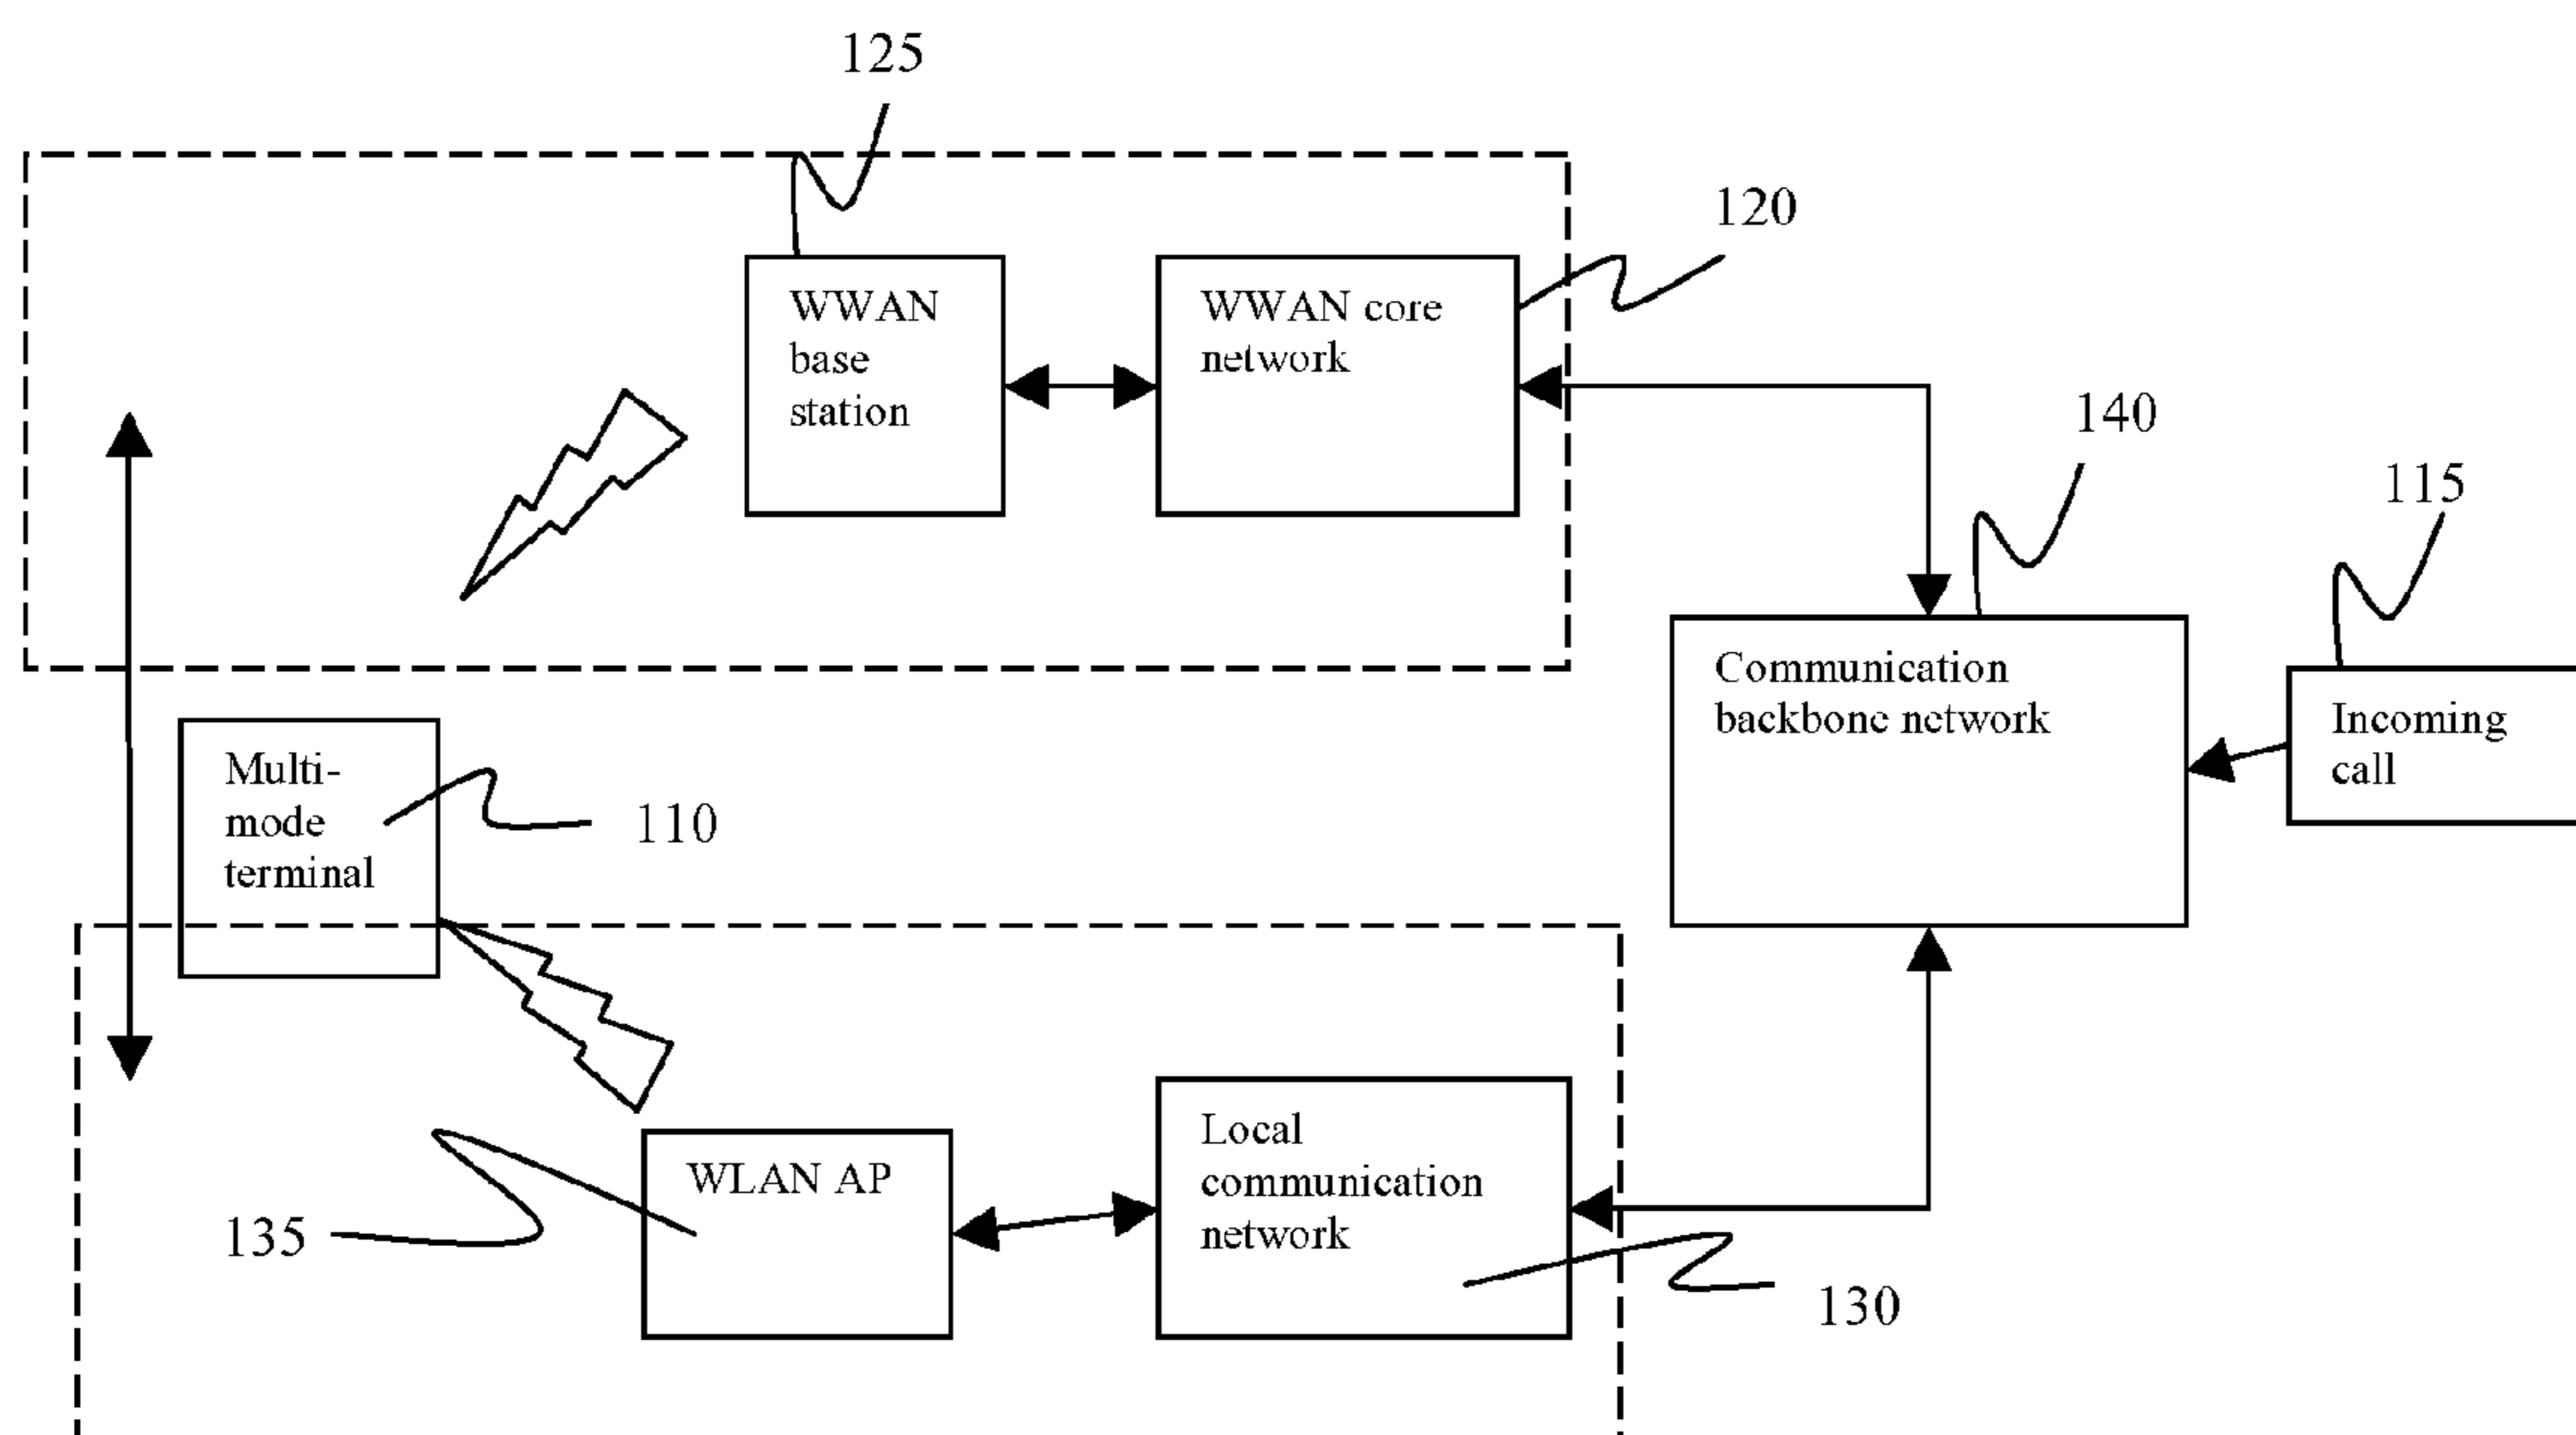 125
120
WWAN
base
station
WWAN core
network
140
115
Communication
backbone network
Incoming
call
Multi-
mode
terminal
110
Local
communication
network
WLAN AP
135
130